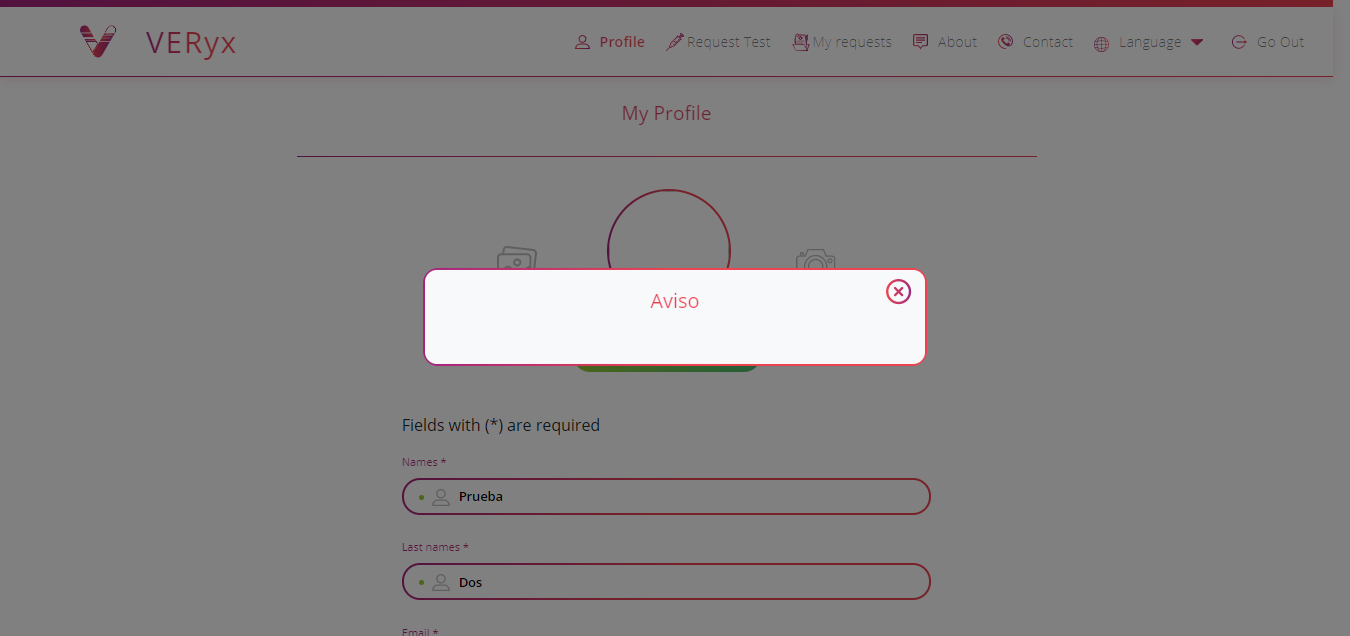 VERyx
Profile Request Test My requests About Contact Language Go Out
My Profile
Aviso
Fields with (*) are required
Names *
Prueba
Last names *
Dos
Email *